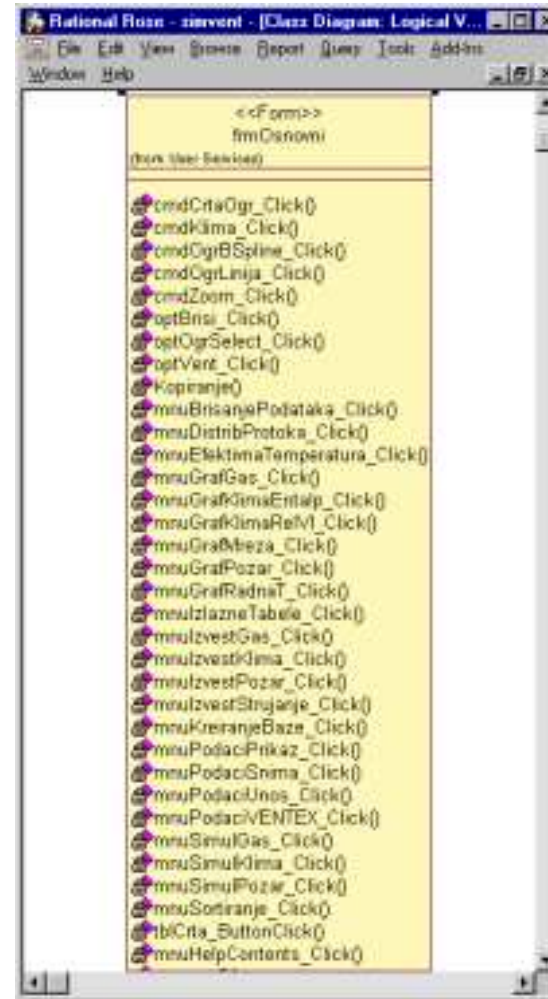 Rational Rose - simvent - [Class Diagram: Logical V...
File Edit View Browse Report Query Tools Add-Ins
Window Help
<<Form>>
frmOsnovni
(from User Services)
cmdCrtaOgr_Click()
cmdKlima_Click()
cmdOgrBSpline_Click()
cmdOgrLinija_Click()
cmdZoom_Click()
optBrisi_Click()
optOgrSelect_Click()
optVent_Click()
Kopiranje()
mnuBrisanjePodataka_Click()
mnuDistribProtoka_Click()
mnuEfektivnaTemperatura_Click()
mnuGrafGas_Click()
mnuGrafKlimaEntalp_Click()
mnuGrafKlimaRelVl_Click()
mnuGrafMreza_Click()
mnuGrafPozar_Click()
mnuGrafRadnaT_Click()
mnuIzlazneTabele_Click()
mnuIzvestGas_Click()
mnuIzvestKlima_Click()
mnuIzvestPozar_Click()
mnuIzvestStrujanje_Click()
mnuKreiranjeBaze_Click()
mnuPodaciPrikaz_Click()
mnuPodaciSnima_Click()
mnuPodaciUnos_Click()
mnuPodaciVENTEX_Click()
mnuSimulGas_Click()
mnuSimulKlima_Click()
mnuSimulPozar_Click()
mnuSortiranje_Click()
tblCrta_ButtonClick()
mnuHelpContents_Click()